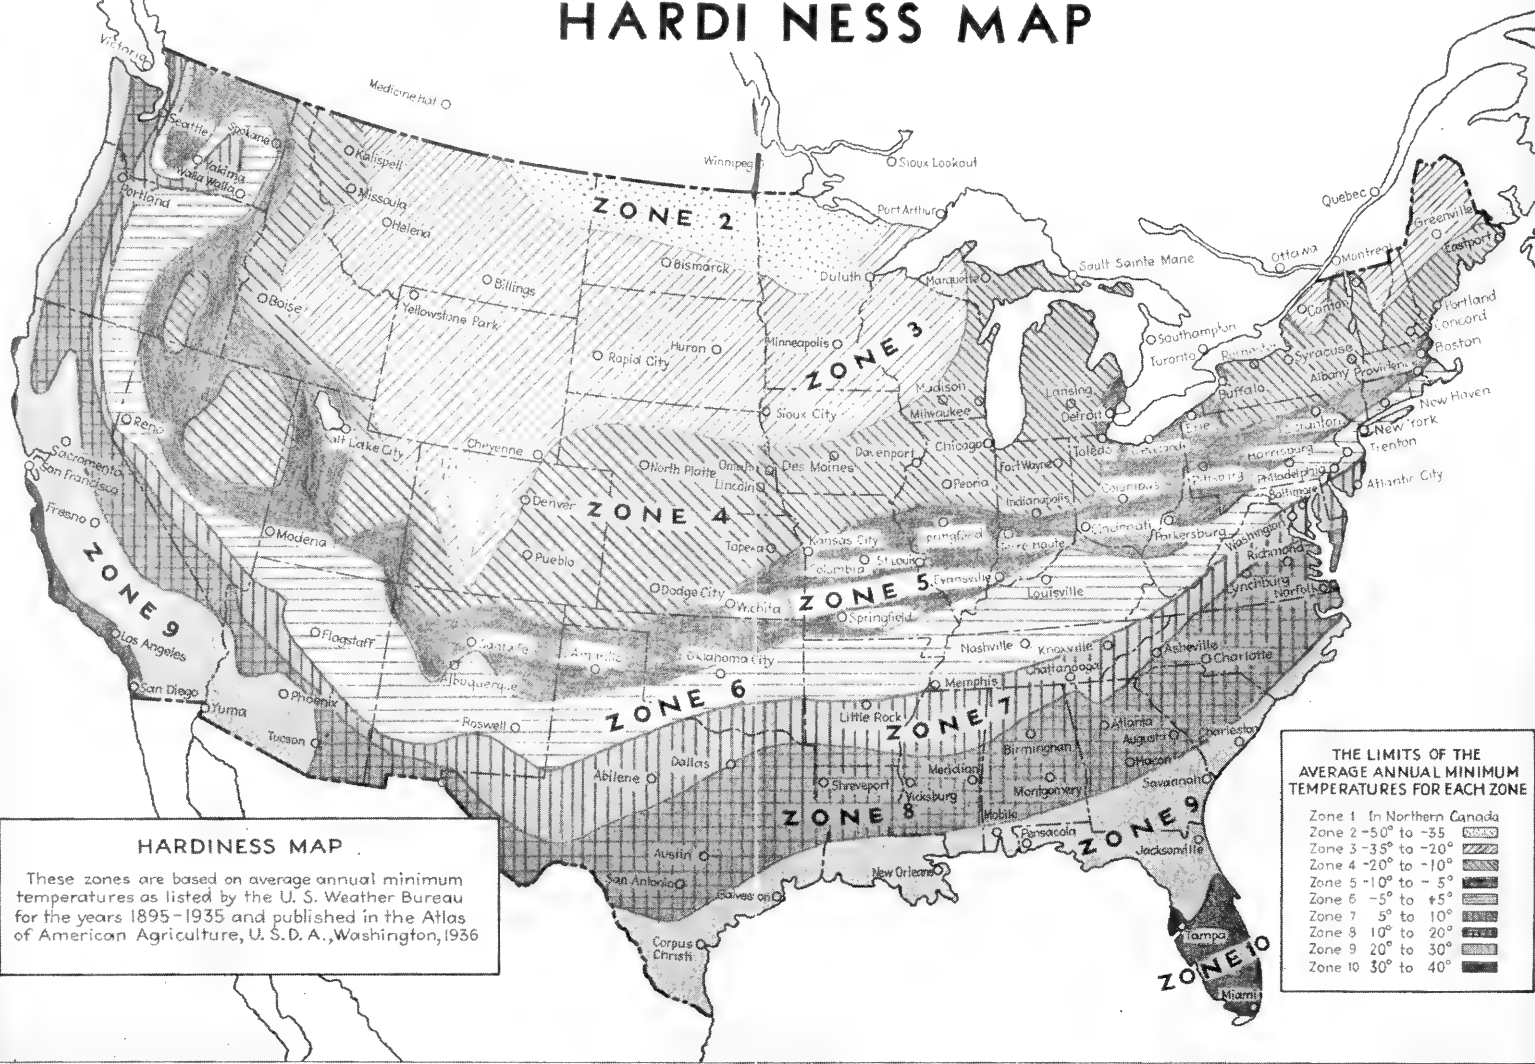 HARDINESS MAP
Victoria
Medicine Hat
Seattle
Spokane
Kalispell
Winnipeg
Sioux Lookout
Yakima
Walla Walla
Missoula
Portland
ZONE 2
Port Arthur
Quebec
Greenville
Helena
Eastport
Bismarck
Duluth
Marquette
Sault Sainte Marie
Ottawa
Montreal
Billings
Boise
Yellowstone Park
Canton
Portland
Concord
Southampton
Toronto
Huron
Minneapolis
ZONE 3
Rapid City
Syracuse
Boston
Albany
Buffalo
Madison
Lansing
Milwaukee
Detroit
Sioux City
New Haven
Reno
Erie
New York
Salt Lake City
Cheyenne
Chicago
Toledo
Trenton
Sacramento
San Francisco
North Platte
Omaha
Des Moines
Davenport
Fort Wayne
Harrisburg
Philadelphia
Atlantic City
Lincoln
Peoria
Indianapolis
Baltimore
Denver
ZONE 4
Fresno
Washington
Modena
Topeka
Kansas City
Terre Haute
Cincinnati
Parkersburg
Pueblo
Columbia
St Louis
Richmond
ZONE 9
Dodge City
Wichita
ZONE 5
Evansville
Louisville
Lynchburg
Norfolk
Springfield
Los Angeles
Flagstaff
Santa Fe
Amarillo
Oklahoma City
Nashville
Knoxville
Asheville
Charlotte
Chattanooga
Albuquerque
San Diego
Yuma
Phoenix
ZONE 6
Memphis
Roswell
Little Rock
ZONE 7
Atlanta
Augusta
Charleston
Tucson
Birmingham
Macon
Dallas
Abilene
Meridian
Savannah
Shreveport
Vicksburg
Montgomery
ZONE 8
Mobile
Pensacola
ZONE 9
Jacksonville
Austin
San Antonio
New Orleans
Galveston
Corpus
Christi
Tampa
ZONE 10
Miami
HARDINESS MAP
These zones are based on average annual minimum
temperatures as listed by the U. S. Weather Bureau
for the years 1895-1935 and published in the Atlas
of American Agriculture, U. S. D. A., Washington, 1936
THE LIMITS OF THE
AVERAGE ANNUAL MINIMUM
TEMPERATURES FOR EACH ZONE
Zone 1 In Northern Canada
Zone 2 -50° to -35
Zone 3 -35° to -20°
Zone 4 -20° to -10°
Zone 5 -10° to -5°
Zone 6 -5° to +5°
Zone 7 5° to 10°
Zone 8 10° to 20°
Zone 9 20° to 30°
Zone 10 30° to 40°